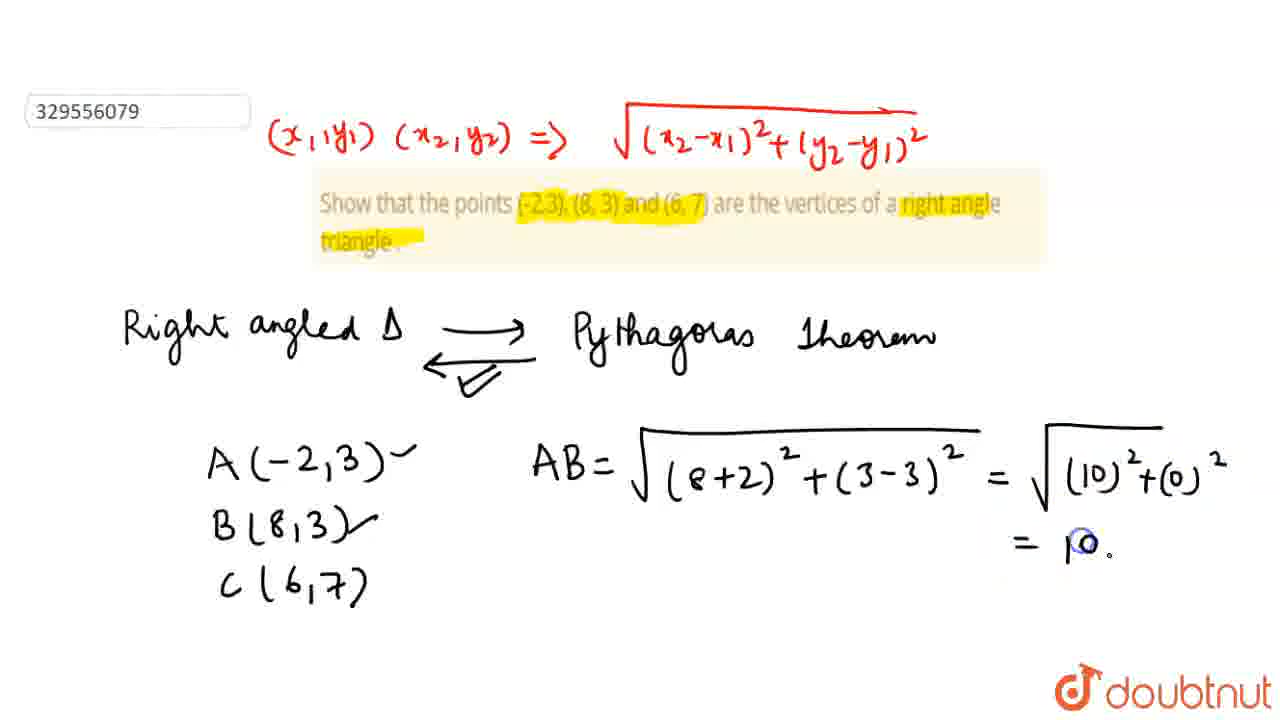 329556079
(x₁,y₁) (x₂,y₂) => √(x₂-x₁)²+(y₂-y₁)²
Show that the points (-2,3), (8, 3) and (6, 7) are the vertices of a right angle
triangle .
Right angled Δ ⟶ Pythagoras Theorem
⟵ ✓
A(-2,3) ✓ AB = √(8+2)²+(3-3)² = √(10)²+(0)²
B(8,3) ✓ = 10.
C(6,7)
doubtnut